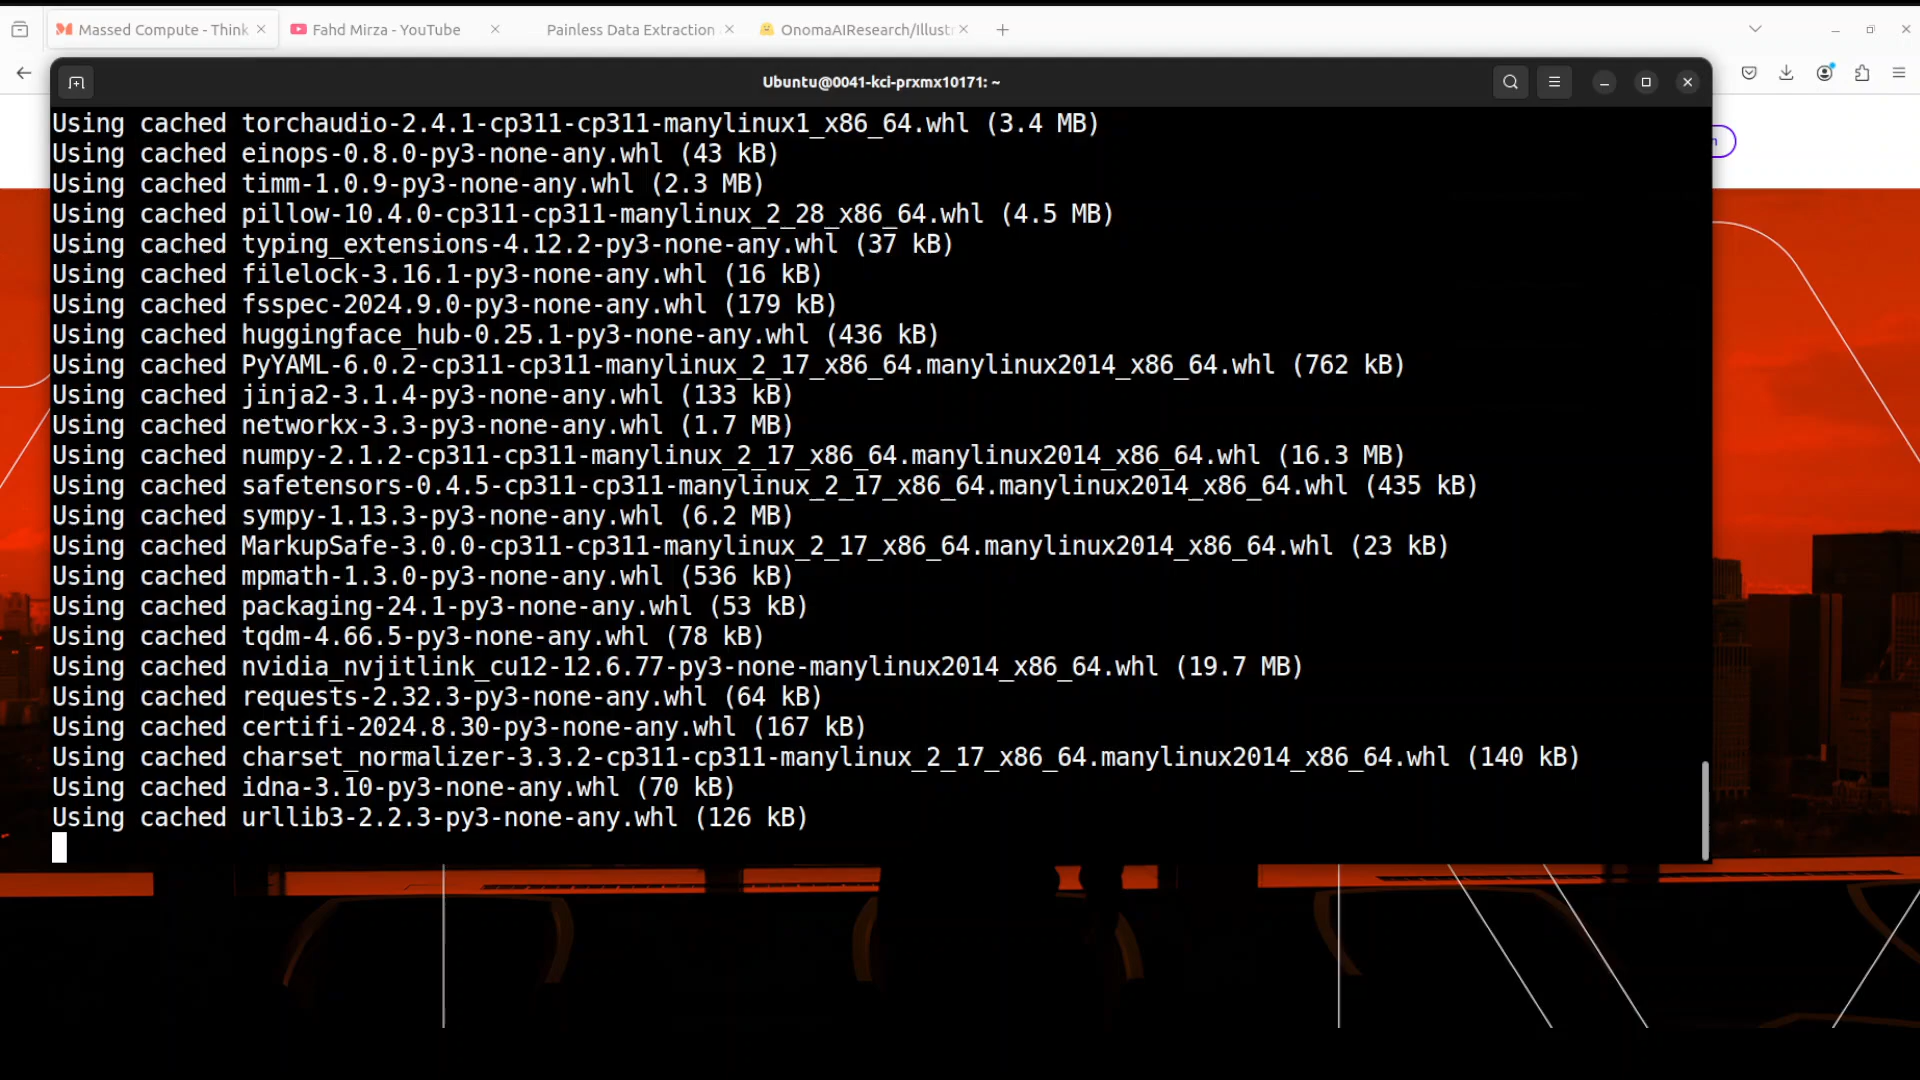 Massed Compute - Think
Fahd Mirza - YouTube
Painless Data Extraction
OnomaAIResearch/Illustr
Ubuntu@0041-kci-prxmx10171: ~
Using cached torchaudio-2.4.1-cp311-cp311-manylinux1_x86_64.whl (3.4 MB)
Using cached einops-0.8.0-py3-none-any.whl (43 kB)
Using cached timm-1.0.9-py3-none-any.whl (2.3 MB)
Using cached pillow-10.4.0-cp311-cp311-manylinux_2_28_x86_64.whl (4.5 MB)
Using cached typing_extensions-4.12.2-py3-none-any.whl (37 kB)
Using cached filelock-3.16.1-py3-none-any.whl (16 kB)
Using cached fsspec-2024.9.0-py3-none-any.whl (179 kB)
Using cached huggingface_hub-0.25.1-py3-none-any.whl (436 kB)
Using cached PyYAML-6.0.2-cp311-cp311-manylinux_2_17_x86_64.manylinux2014_x86_64.whl (762 kB)
Using cached jinja2-3.1.4-py3-none-any.whl (133 kB)
Using cached networkx-3.3-py3-none-any.whl (1.7 MB)
Using cached numpy-2.1.2-cp311-cp311-manylinux_2_17_x86_64.manylinux2014_x86_64.whl (16.3 MB)
Using cached safetensors-0.4.5-cp311-cp311-manylinux_2_17_x86_64.manylinux2014_x86_64.whl (435 kB)
Using cached sympy-1.13.3-py3-none-any.whl (6.2 MB)
Using cached MarkupSafe-3.0.0-cp311-cp311-manylinux_2_17_x86_64.manylinux2014_x86_64.whl (23 kB)
Using cached mpmath-1.3.0-py3-none-any.whl (536 kB)
Using cached packaging-24.1-py3-none-any.whl (53 kB)
Using cached tqdm-4.66.5-py3-none-any.whl (78 kB)
Using cached nvidia_nvjitlink_cu12-12.6.77-py3-none-manylinux2014_x86_64.whl (19.7 MB)
Using cached requests-2.32.3-py3-none-any.whl (64 kB)
Using cached certifi-2024.8.30-py3-none-any.whl (167 kB)
Using cached charset_normalizer-3.3.2-cp311-cp311-manylinux_2_17_x86_64.manylinux2014_x86_64.whl (140 kB)
Using cached idna-3.10-py3-none-any.whl (70 kB)
Using cached urllib3-2.2.3-py3-none-any.whl (126 kB)